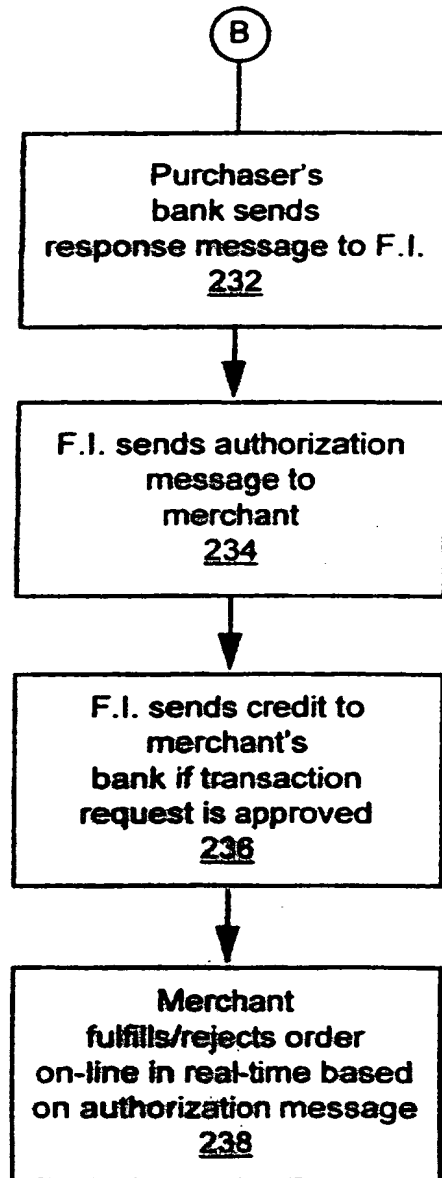 B
Purchaser's
bank sends
response message to F.I.
232
F.I. sends authorization
message to
merchant
234
F.I. sends credit to
merchant's
bank if transaction
request is approved
236
Merchant
fulfills/rejects order
on-line in real-time based
on authorization message
238